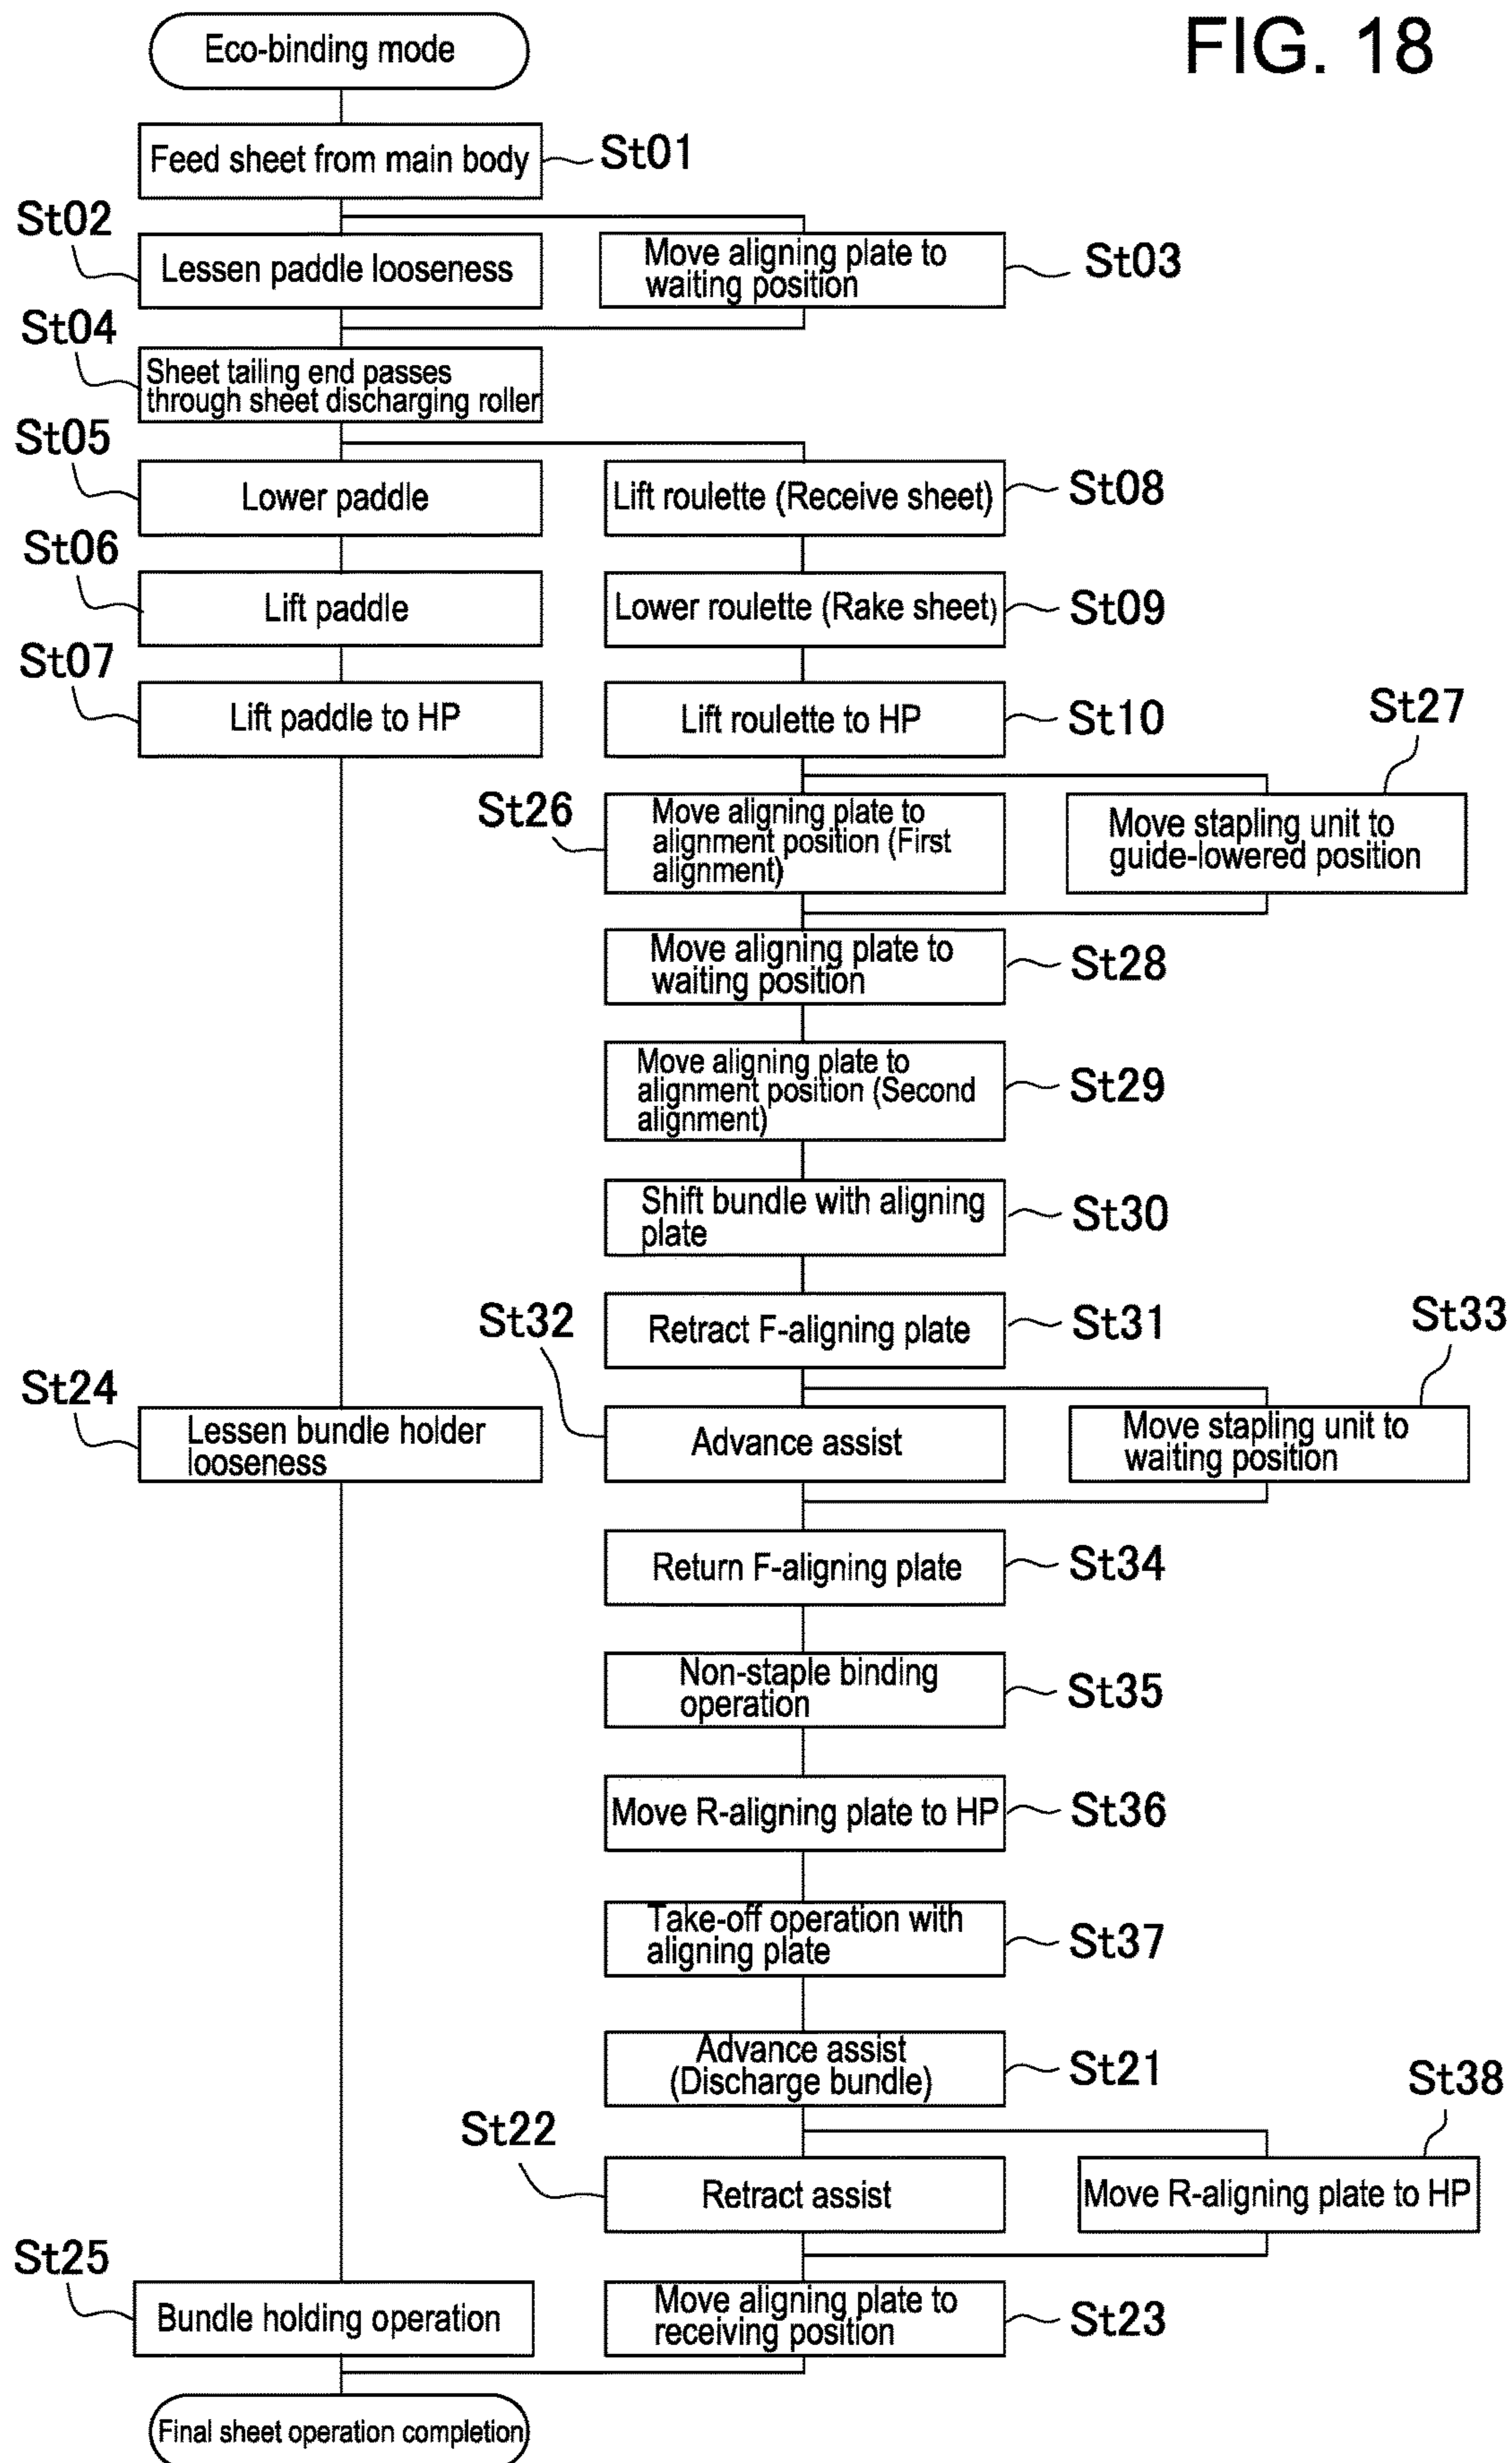 FIG. 18
Eco-binding mode
Feed sheet from main body
St01
St02
Lessen paddle looseness
Move aligning plate to
waiting position
St03
St04
Sheet tailing end passes
through sheet discharging roller
St05
Lower paddle
Lift roulette (Receive sheet)
St08
St06
Lift paddle
Lower roulette (Rake sheet)
St09
St07
Lift paddle to HP
Lift roulette to HP
St10
St27
St26
Move aligning plate to
alignment position (First
alignment)
Move stapling unit to
guide-lowered position
Move aligning plate to
waiting position
St28
Move aligning plate to
alignment position (Second
alignment)
St29
Shift bundle with aligning
plate
St30
Retract F-aligning plate
St31
St32
St33
St24
Lessen bundle holder
looseness
Advance assist
Move stapling unit to
waiting position
Return F-aligning plate
St34
Non-staple binding
operation
St35
Move R-aligning plate to HP
St36
Take-off operation with
aligning plate
St37
Advance assist
(Discharge bundle)
St21
St38
St22
Retract assist
Move R-aligning plate to HP
St25
Bundle holding operation
Move aligning plate to
receiving position
St23
Final sheet operation completion